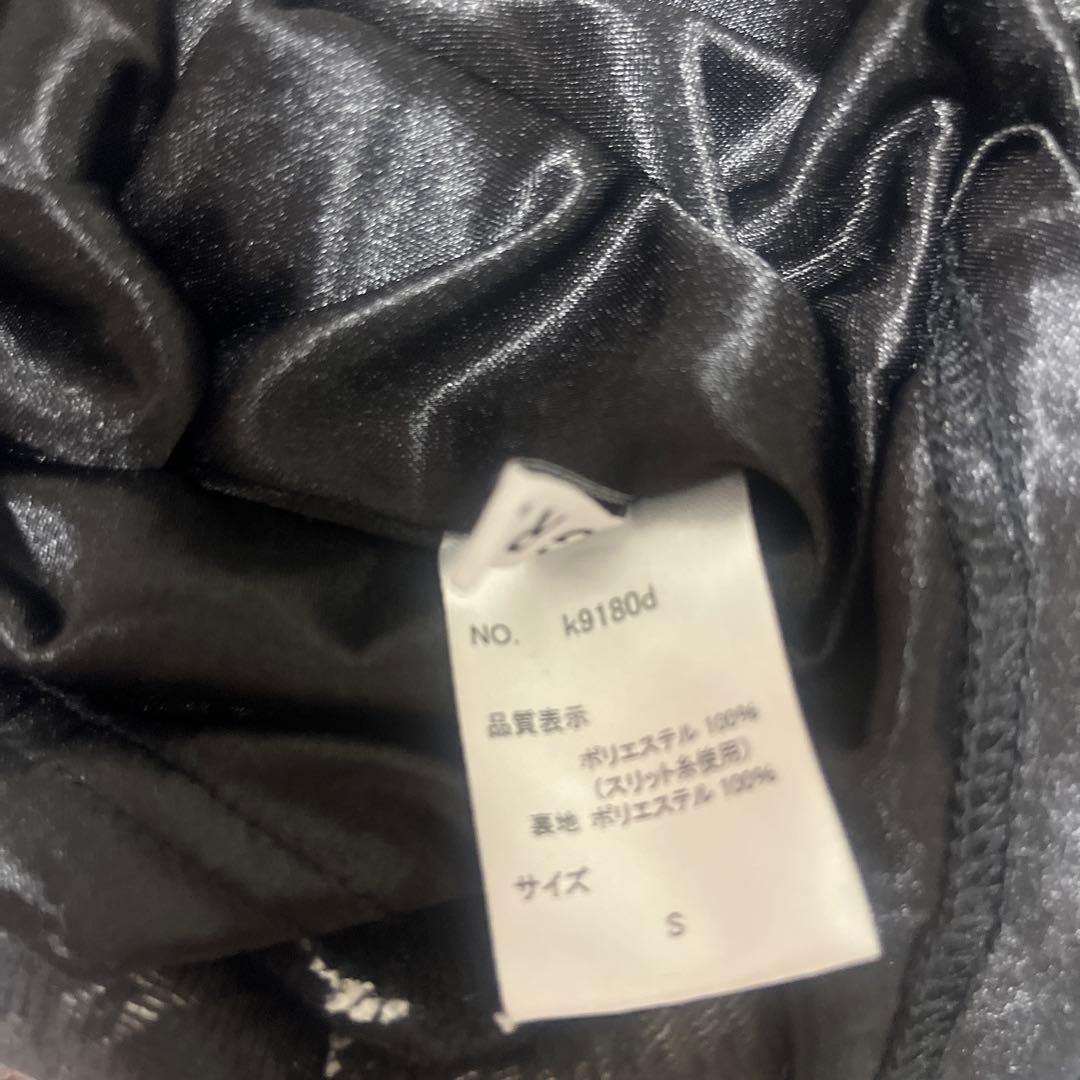 NO. k9180d
品質表示
ポリエステル 100%
(スリット糸使用)
裏地 ポリエステル 100%
サイズ
S